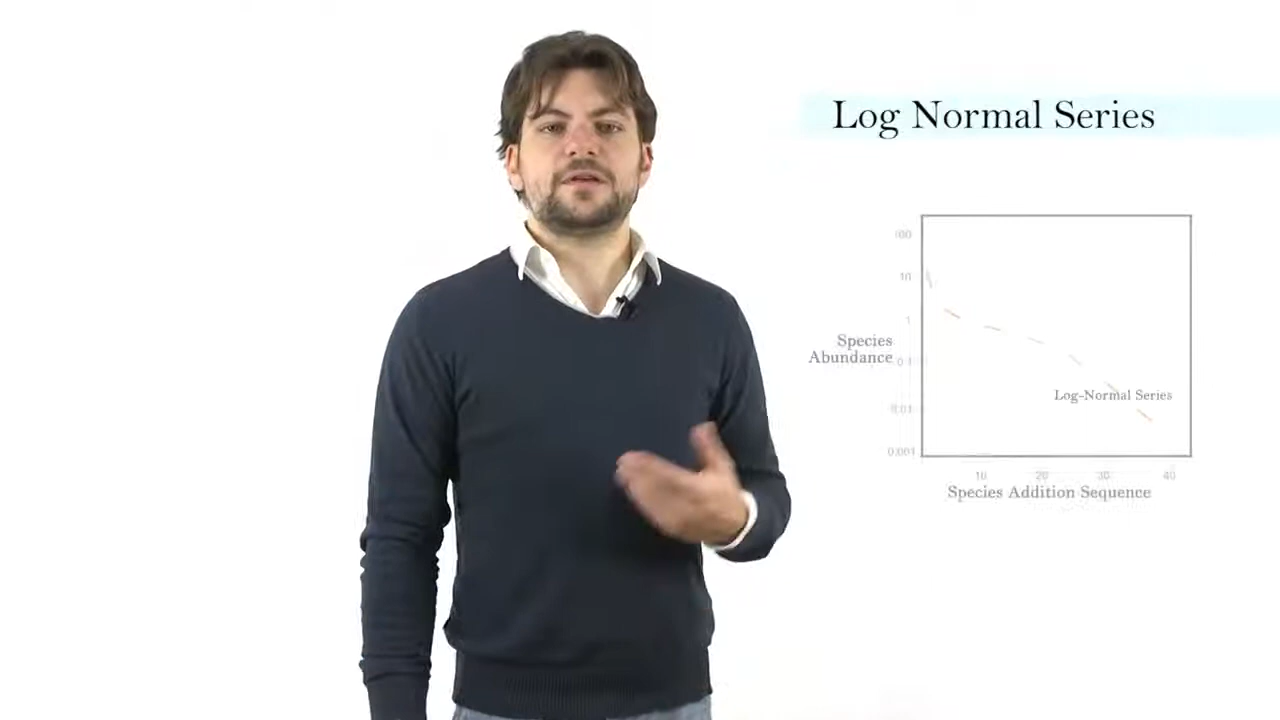 Log Normal Series
100
10
1
Species
Abundance
0.1
Log-Normal Series
0.01
0.001
10 20 30 40
Species Addition Sequence